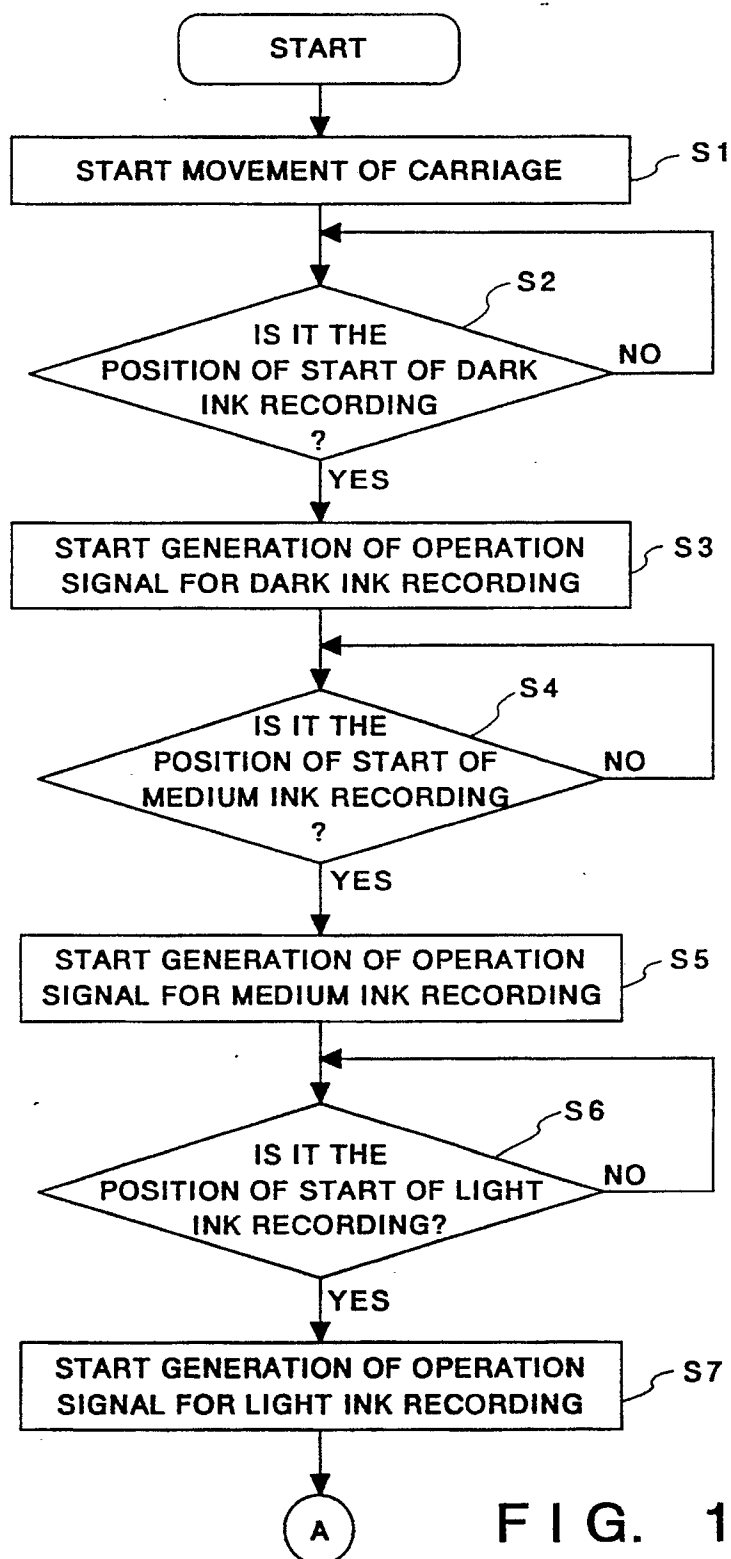 START
START MOVEMENT OF CARRIAGE
S1
S2
IS IT THE
POSITION OF START OF DARK
INK RECORDING
?
NO
YES
START GENERATION OF OPERATION
SIGNAL FOR DARK INK RECORDING
S3
S4
IS IT THE
POSITION OF START OF
MEDIUM INK RECORDING
?
NO
YES
START GENERATION OF OPERATION
SIGNAL FOR MEDIUM INK RECORDING
S5
S6
IS IT THE
POSITION OF START OF LIGHT
INK RECORDING?
NO
YES
START GENERATION OF OPERATION
SIGNAL FOR LIGHT INK RECORDING
S7
A
FIG. 1